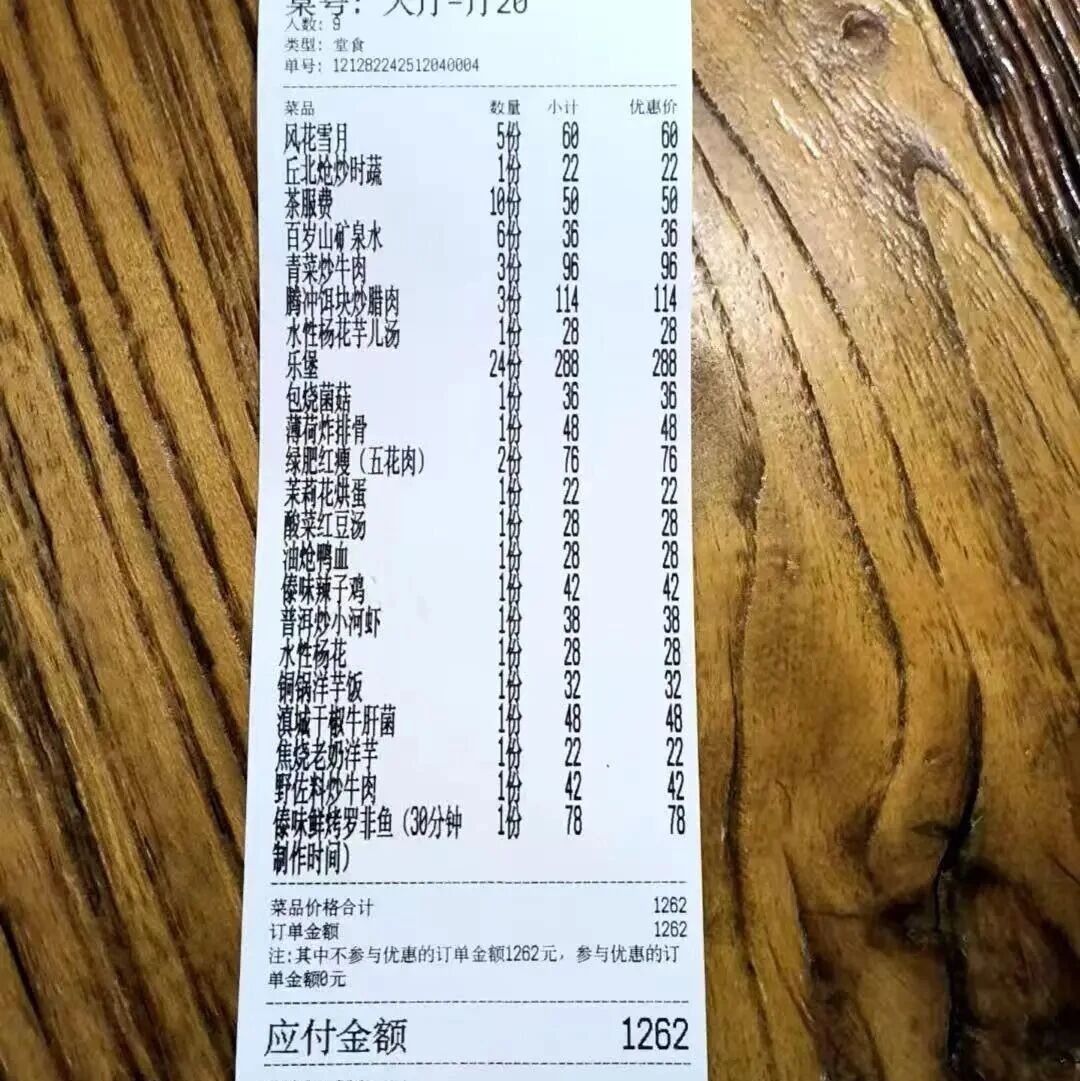 桌号: 大厅-厅20
人数: 9
类型: 堂食
单号: 121282242512040004
菜品 数量 小计 优惠价
风花雪月 5份 60 60
丘北炝炒时蔬 1份 22 22
茶服费 10份 50 50
百岁山矿泉水 6份 36 36
青菜炒牛肉 3份 96 96
腾冲饵块炒腊肉 3份 114 114
水性杨花芋儿汤 1份 28 28
乐堡 24份 288 288
包烧菌菇 1份 36 36
薄荷炸排骨 1份 48 48
绿肥红瘦(五花肉) 2份 76 76
茉莉花烘蛋 1份 22 22
酸菜红豆汤 1份 28 28
油炝鸭血 1份 28 28
傣味辣子鸡 1份 42 42
普洱炒小河虾 1份 38 38
水性杨花 1份 28 28
铜锅洋芋饭 1份 32 32
滇城干椒牛肝菌 1份 48 48
焦烧老奶洋芋 1份 22 22
野佐料炒牛肉 1份 42 42
傣味鲜烤罗非鱼(30分钟 1份 78 78
制作时间)
菜品价格合计 1262
订单金额 1262
注:其中不参与优惠的订单金额1262元, 参与优惠的订
单金额0元
应付金额 1262